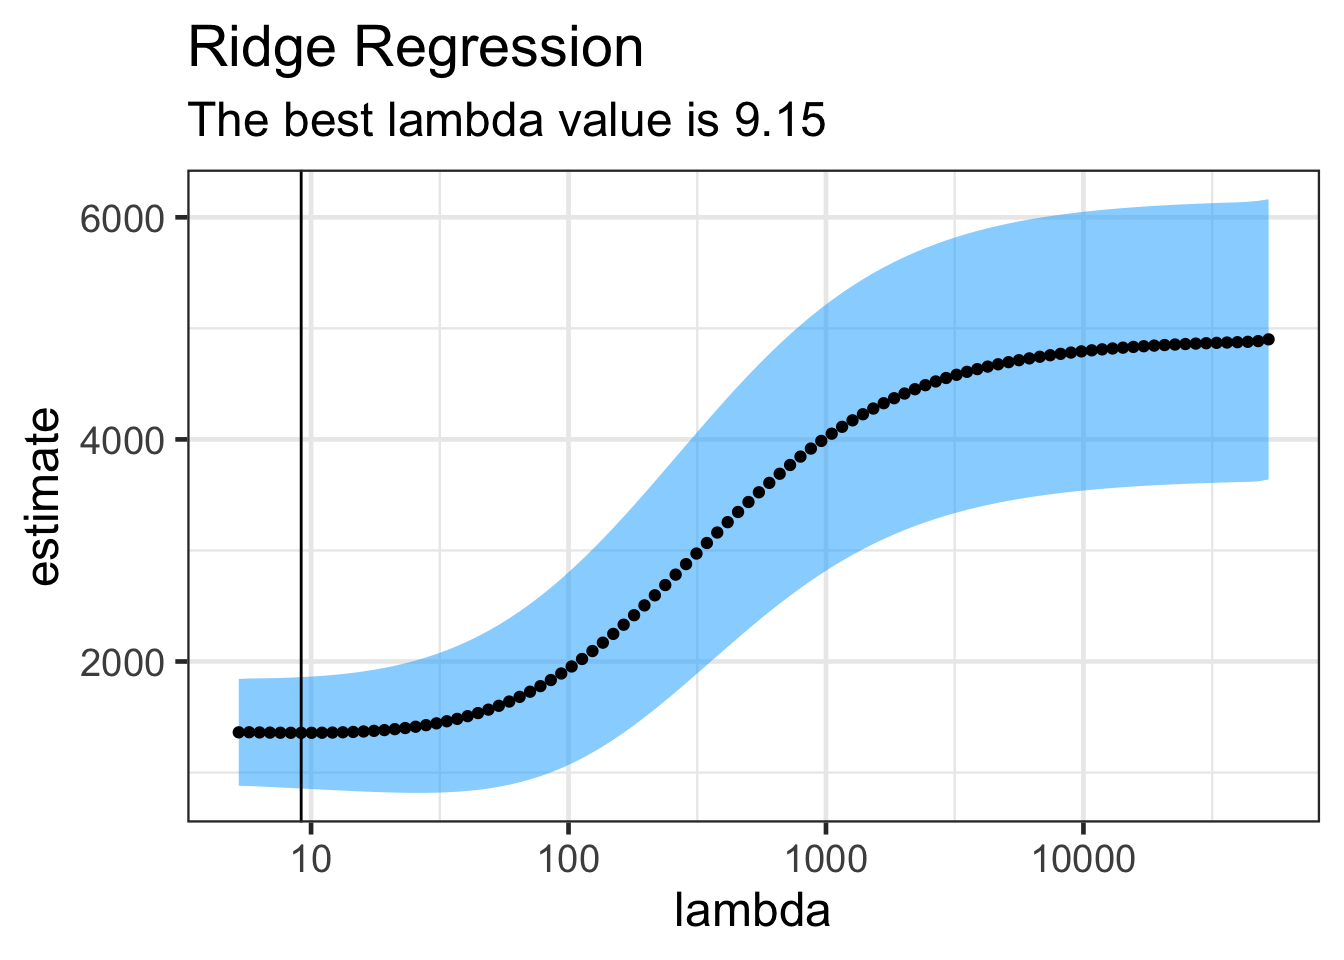 Ridge Regression
The best lambda value is 9.15
6000
4000
2000
estimate
10 100 1000 10000
lambda